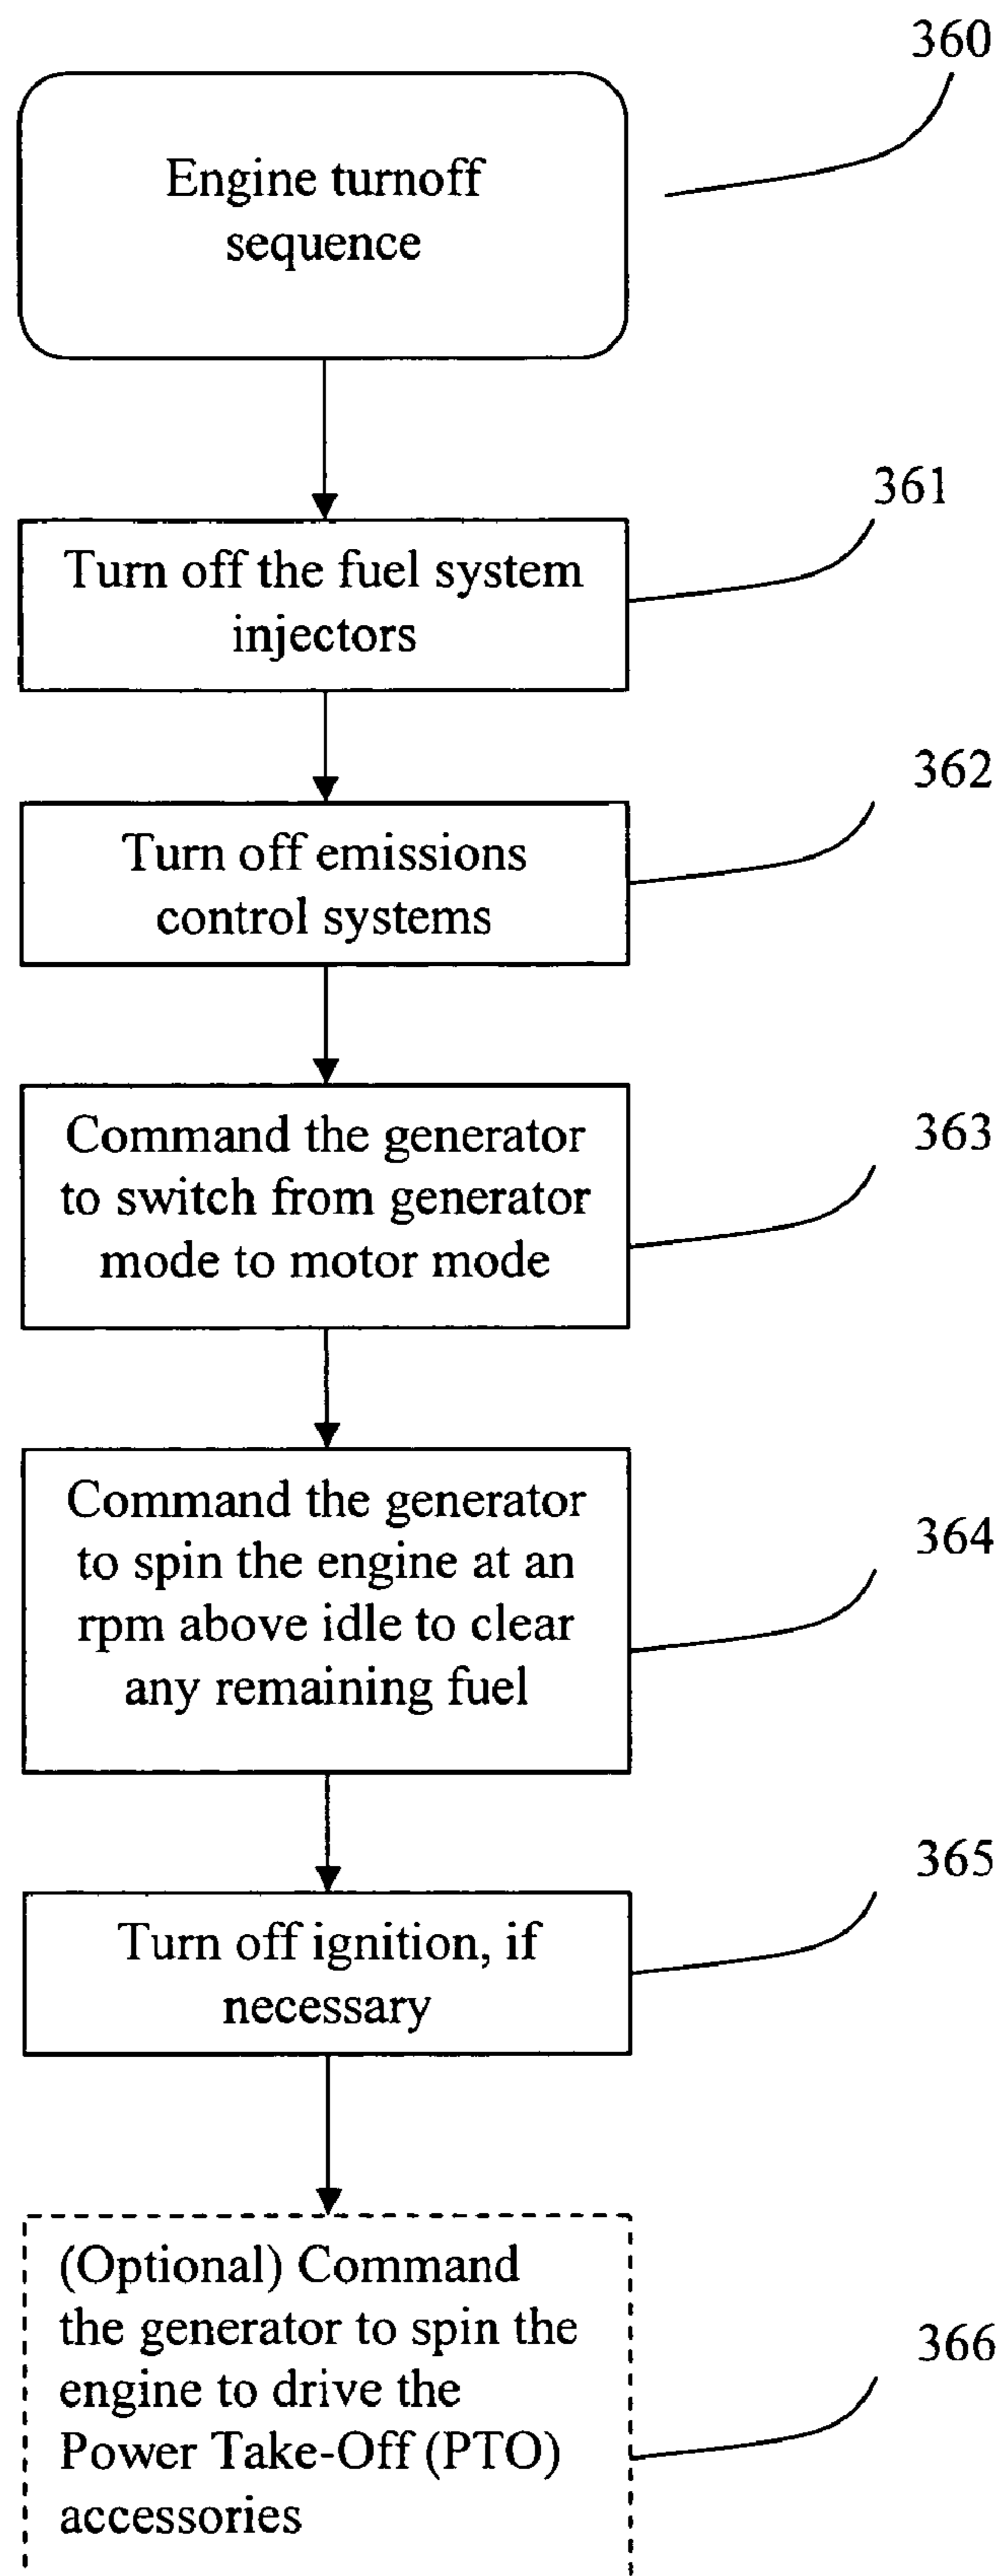 360
Engine turnoff
sequence
361
Turn off the fuel system
injectors
362
Turn off emissions
control systems
363
Command the generator
to switch from generator
mode to motor mode
364
Command the generator
to spin the engine at an
rpm above idle to clear
any remaining fuel
365
Turn off ignition, if
necessary
366
(Optional) Command
the generator to spin the
engine to drive the
Power Take-Off (PTO)
accessories